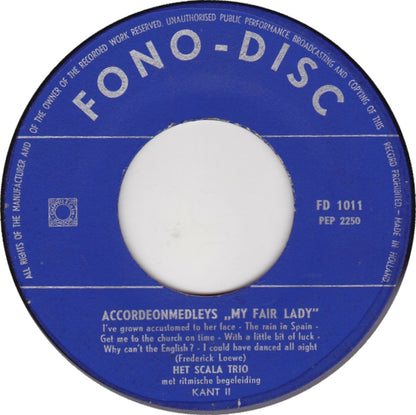 ALL RIGHTS OF THE MANUFACTURER AND OF THE OWNER OF THE RECORDED WORK RESERVED. UNAUTHORISED PUBLIC PERFORMANCE, BROADCASTING AND COPYING OF THIS RECORD PROHIBITED. - MADE IN HOLLAND
FONO-DISC
FD 1011
PEP 2250
ACCORDEONMEDLEYS „MY FAIR LADY"
I've grown accustomed to her face - The rain in Spain -
Get me to the church on time - With a little bit of luck -
Why can't the English ? - I could have danced all night
(Frederick Loewe)
HET SCALA TRIO
met ritmische begeleiding
KANT II